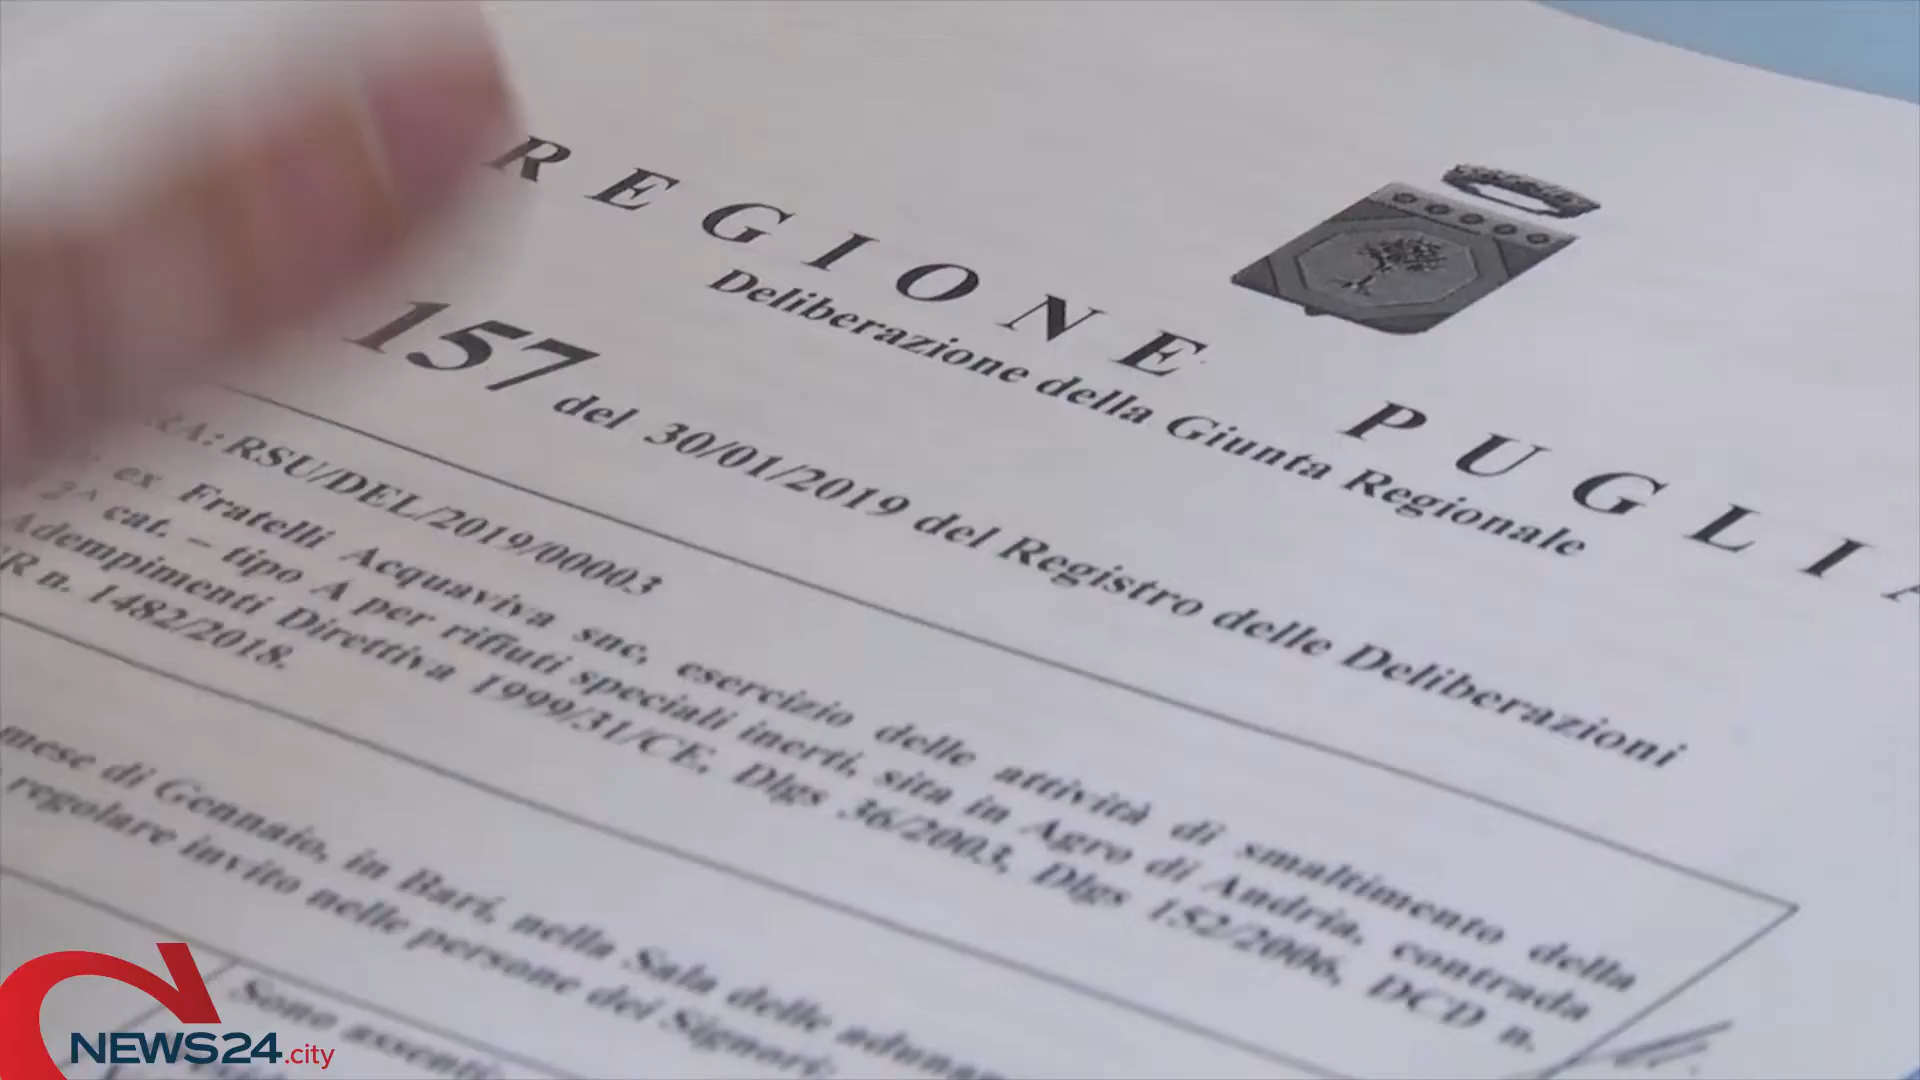 REGIONE PUGLIA
Deliberazione della Giunta Regionale
157 del 30/01/2019 del Registro delle Deliberazioni
RA: RSU/DEL/2019/00003
ex Fratelli Acquaviva snc, esercizio delle attività di smaltimento della
2^ cat. – tipo A per rifiuti speciali inerti, sita in Agro di Andria, contrada
Adempimenti Direttiva 1999/31/CE, Dlgs 36/2003, Dlgs 152/2006, DCD n.
R n. 1482/2018.
mese di Gennaio, in Bari, nella Sala delle adunan
regolare invito nelle persone dei Signori:
Sono assenti:
NEWS24.city